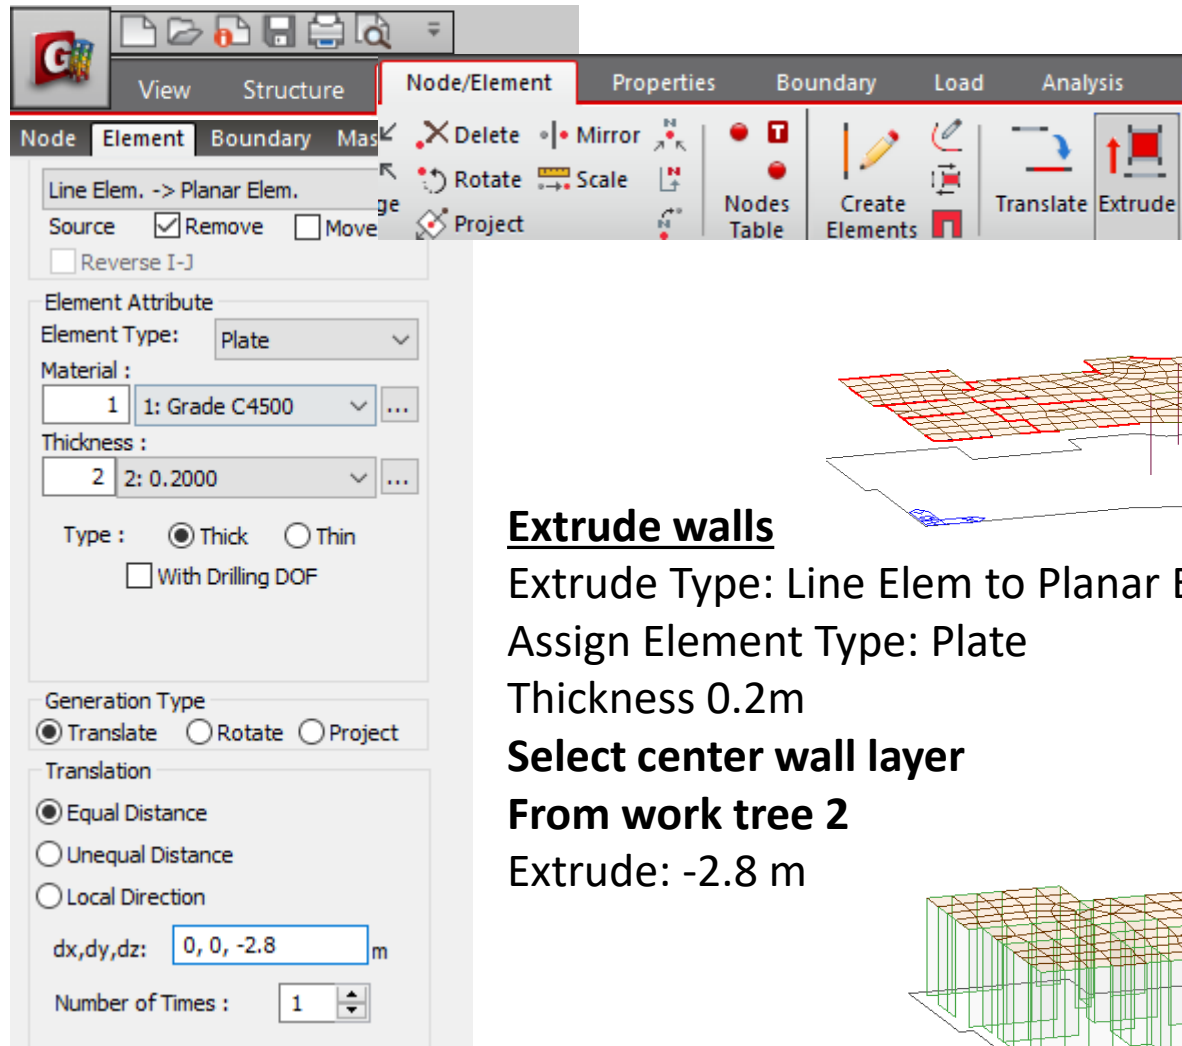 View Structure Node/Element Properties Boundary Load Analysis
Node Element Boundary Mas
Delete Mirror
Rotate Scale
ge
Project
Nodes Table
Create Elements
Translate Extrude
Line Elem. -> Planar Elem.
Source Remove Move
Reverse I-J
Element Attribute
Element Type: Plate
Material :
1 1: Grade C4500 ...
Thickness :
2 2: 0.2000 ...
Type : Thick Thin
With Drilling DOF
Generation Type
Translate Rotate Project
Translation
Equal Distance
Unequal Distance
Local Direction
dx,dy,dz: 0, 0, -2.8 m
Number of Times : 1
Extrude walls
Extrude Type: Line Elem to Planar E
Assign Element Type: Plate
Thickness 0.2m
Select center wall layer
From work tree 2
Extrude: -2.8 m